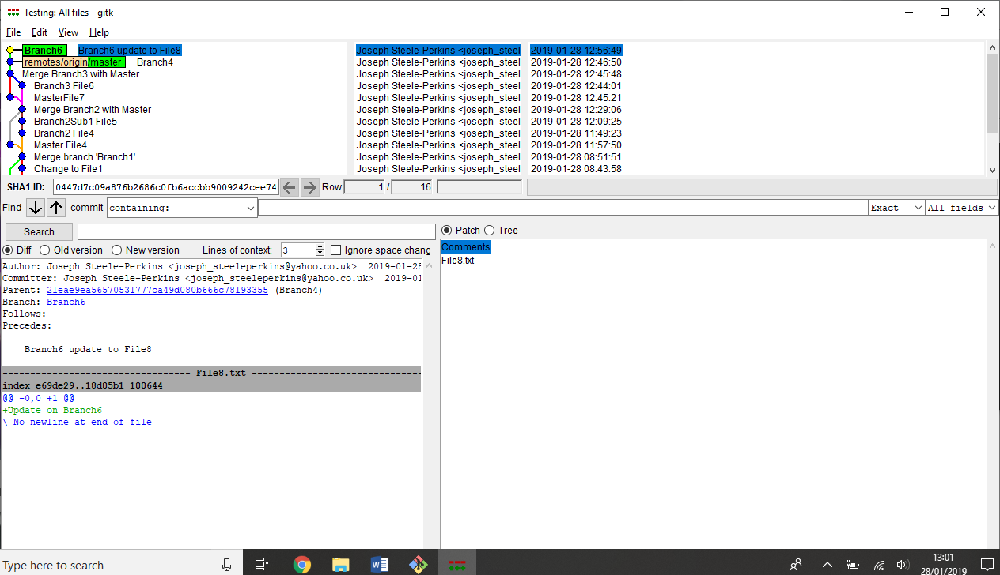 Testing: All files - gitk
File Edit View Help
Branch6 Branch6 update to File8 Joseph Steele-Perkins <joseph_steel 2019-01-28 12:56:49
remotes/origin/master Branch4 Joseph Steele-Perkins <joseph_steel 2019-01-28 12:46:50
Merge Branch3 with Master Joseph Steele-Perkins <joseph_steel 2019-01-28 12:45:48
Branch3 File6 Joseph Steele-Perkins <joseph_steel 2019-01-28 12:44:01
MasterFile7 Joseph Steele-Perkins <joseph_steel 2019-01-28 12:45:21
Merge Branch2 with Master Joseph Steele-Perkins <joseph_steel 2019-01-28 12:29:06
Branch2Sub1 File5 Joseph Steele-Perkins <joseph_steel 2019-01-28 12:09:25
Branch2 File4 Joseph Steele-Perkins <joseph_steel 2019-01-28 11:49:23
Master File4 Joseph Steele-Perkins <joseph_steel 2019-01-28 11:57:50
Merge branch 'Branch1' Joseph Steele-Perkins <joseph_steel 2019-01-28 08:51:51
Change to File1 Joseph Steele-Perkins <joseph_steel 2019-01-28 08:43:58
SHA1 ID: 0447d7c09a876b2686c0fb6accbb9009242cee74 Row 1 / 16
Find commit containing: Exact All fields
Search Patch Tree
Diff Old version New version Lines of context: 3 Ignore space chang
Comments
File8.txt
Author: Joseph Steele-Perkins <joseph_steeleperkins@yahoo.co.uk> 2019-01-28
Committer: Joseph Steele-Perkins <joseph_steeleperkins@yahoo.co.uk> 2019-01
Parent: 21eae9ea56570531777ca49d080b666c78193355 (Branch4)
Branch: Branch6
Follows:
Precedes:
Branch6 update to File8
---------------------------------- File8.txt -------------------------------
index e69de29..18d05b1 100644
@@ -0,0 +1 @@
+Update on Branch6
\ No newline at end of file
Type here to search 13:01
28/01/2019